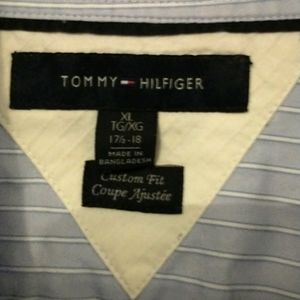 TOMMY HILFIGER
XL
TG/XG
17½-18
MADE IN
BANGLADESH
Custom Fit
Coupe Ajustée